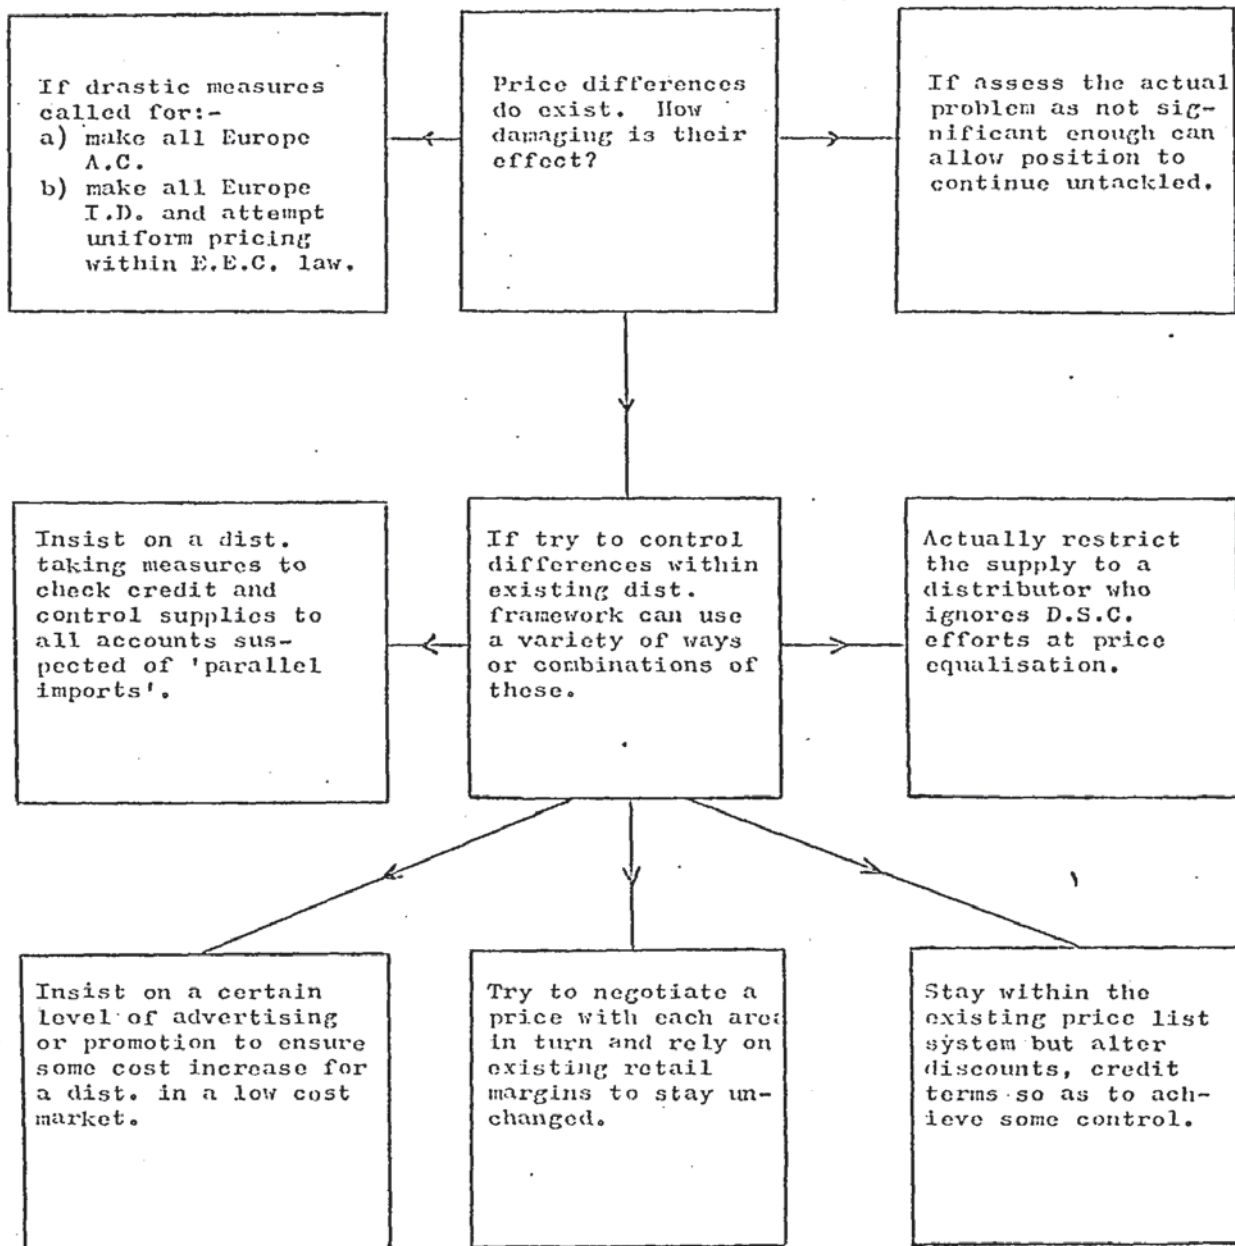 If drastic measures
called for:-
a) make all Europe
A.C.
b) make all Europe
I.D. and attempt
uniform pricing
within E.E.C. law.
Price differences
do exist. How
damaging is their
effect?
If assess the actual
problem as not sig-
nificant enough can
allow position to
continue untackled.
Insist on a dist.
taking measures to
check credit and
control supplies to
all accounts sus-
pected of 'parallel
imports'.
If try to control
differences within
existing dist.
framework can use
a variety of ways
or combinations of
these.
Actually restrict
the supply to a
distributor who
ignores D.S.C.
efforts at price
equalisation.
Insist on a certain
level of advertising
or promotion to ensure
some cost increase for
a dist. in a low cost
market.
Try to negotiate a
price with each area
in turn and rely on
existing retail
margins to stay un-
changed.
Stay within the
existing price list
system but alter
discounts, credit
terms so as to ach-
ieve some control.